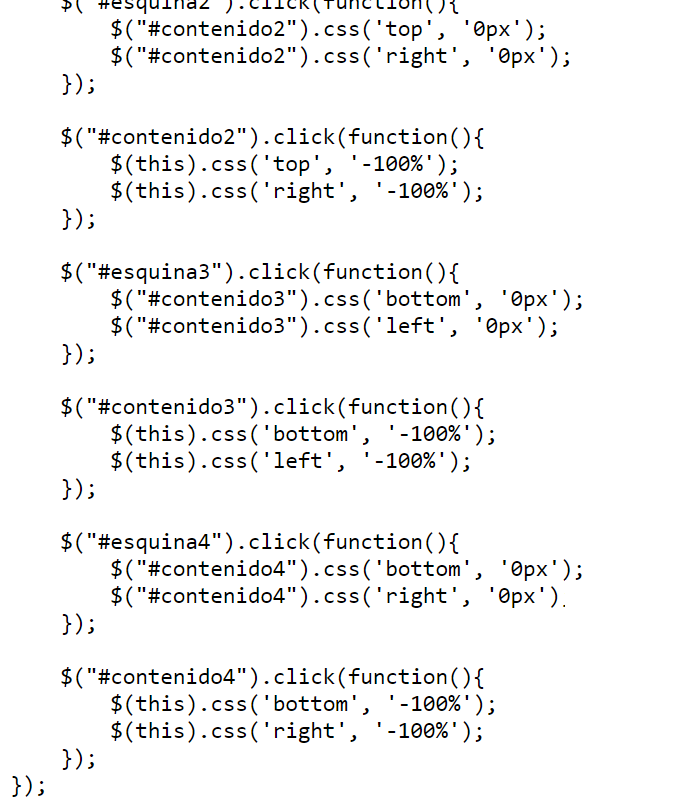 $("#esquina2").click(function(){
        $("#contenido2").css('top', '0px');
        $("#contenido2").css('right', '0px');
    });

    $("#contenido2").click(function(){
        $(this).css('top', '-100%');
        $(this).css('right', '-100%');
    });

    $("#esquina3").click(function(){
        $("#contenido3").css('bottom', '0px');
        $("#contenido3").css('left', '0px');
    });

    $("#contenido3").click(function(){
        $(this).css('bottom', '-100%');
        $(this).css('left', '-100%');
    });

    $("#esquina4").click(function(){
        $("#contenido4").css('bottom', '0px');
        $("#contenido4").css('right', '0px').
    });

    $("#contenido4").click(function(){
        $(this).css('bottom', '-100%');
        $(this).css('right', '-100%');
    });
});